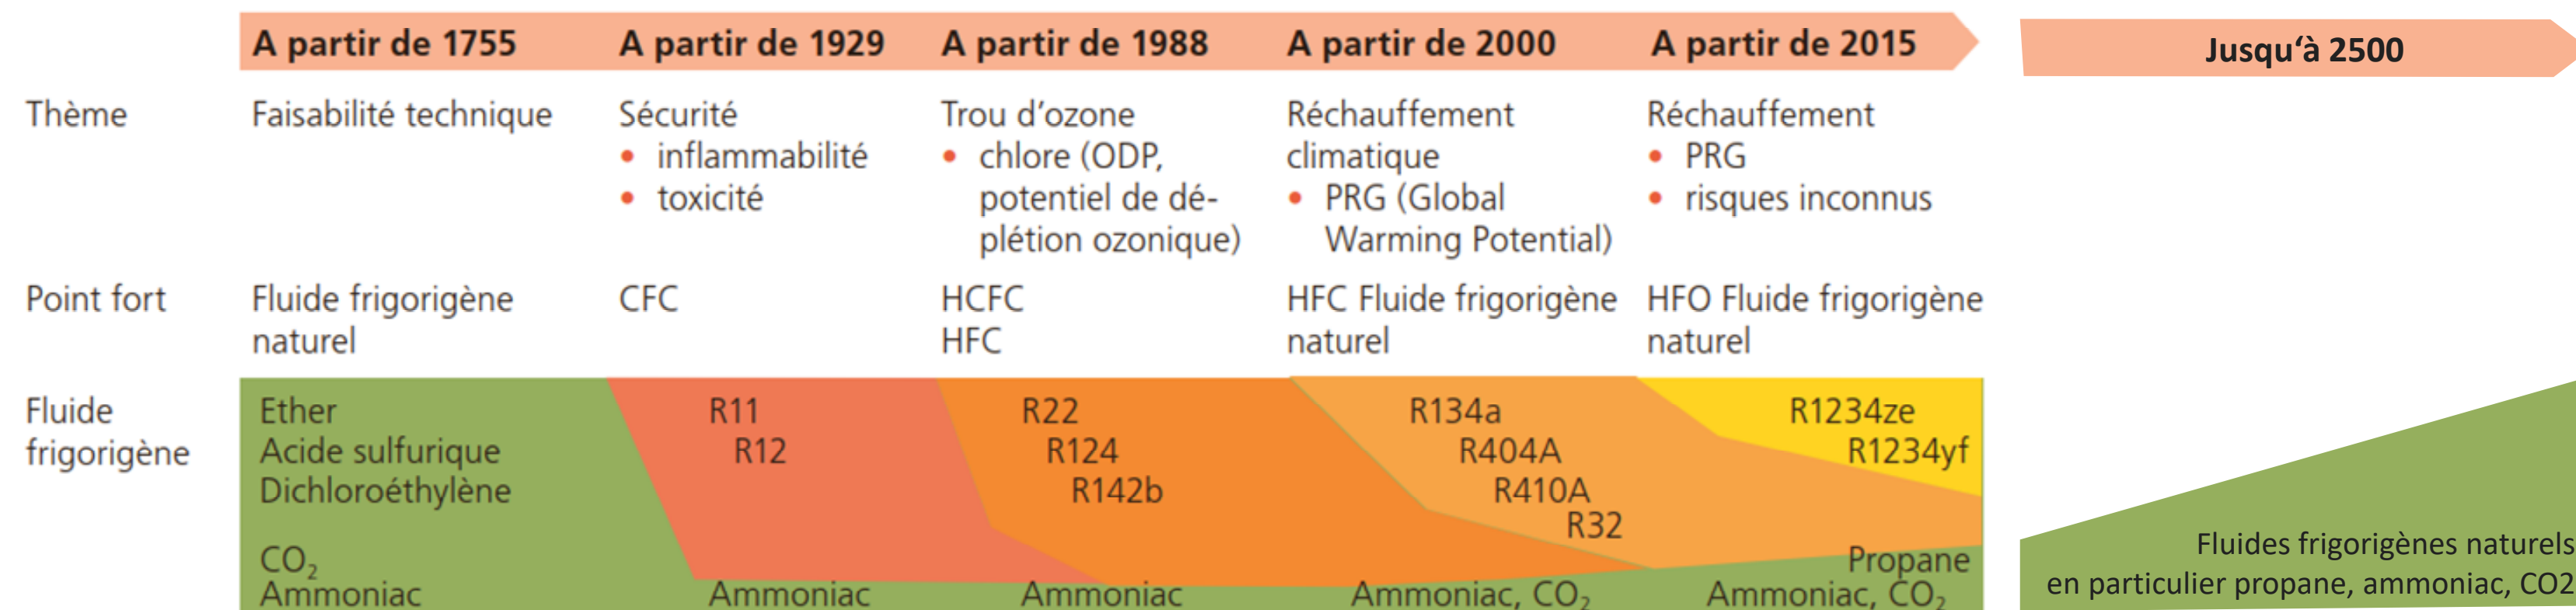 A partir de 1755 A partir de 1929 A partir de 1988 A partir de 2000 A partir de 2015 Jusqu‘à 2500
Thème Faisabilité technique Sécurité Trou d’ozone Réchauffement Réchauffement
• inflammabilité • chlore (ODP, climatique • PRG
• toxicité potentiel de dé- • PRG (Global • risques inconnus
plétion ozonique) Warming Potential)
Point fort Fluide frigorigène CFC HCFC HFC Fluide frigorigène HFO Fluide frigorigène
naturel HFC naturel naturel
Fluide Ether R11 R22 R134a R1234ze
frigorigène Acide sulfurique R12 R124 R404A R1234yf
Dichloroéthylène R142b R410A
R32
CO₂ Propane Fluides frigorigènes naturels
Ammoniac Ammoniac Ammoniac Ammoniac, CO₂ Ammoniac, CO₂ en particulier propane, ammoniac, CO2